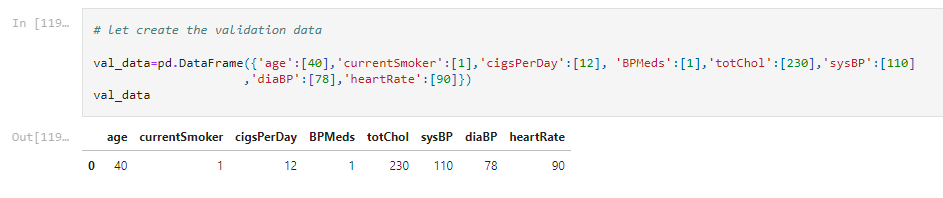 In [119...
# let create the validation data
val_data=pd.DataFrame({'age':[40],'currentSmoker':[1],'cigsPerDay':[12], 'BPMeds':[1],'totChol':[230],'sysBP':[110]
,'diaBP':[78],'heartRate':[90]})
val_data
Out[119...
age currentSmoker cigsPerDay BPMeds totChol sysBP diaBP heartRate
0 40 1 12 1 230 110 78 90